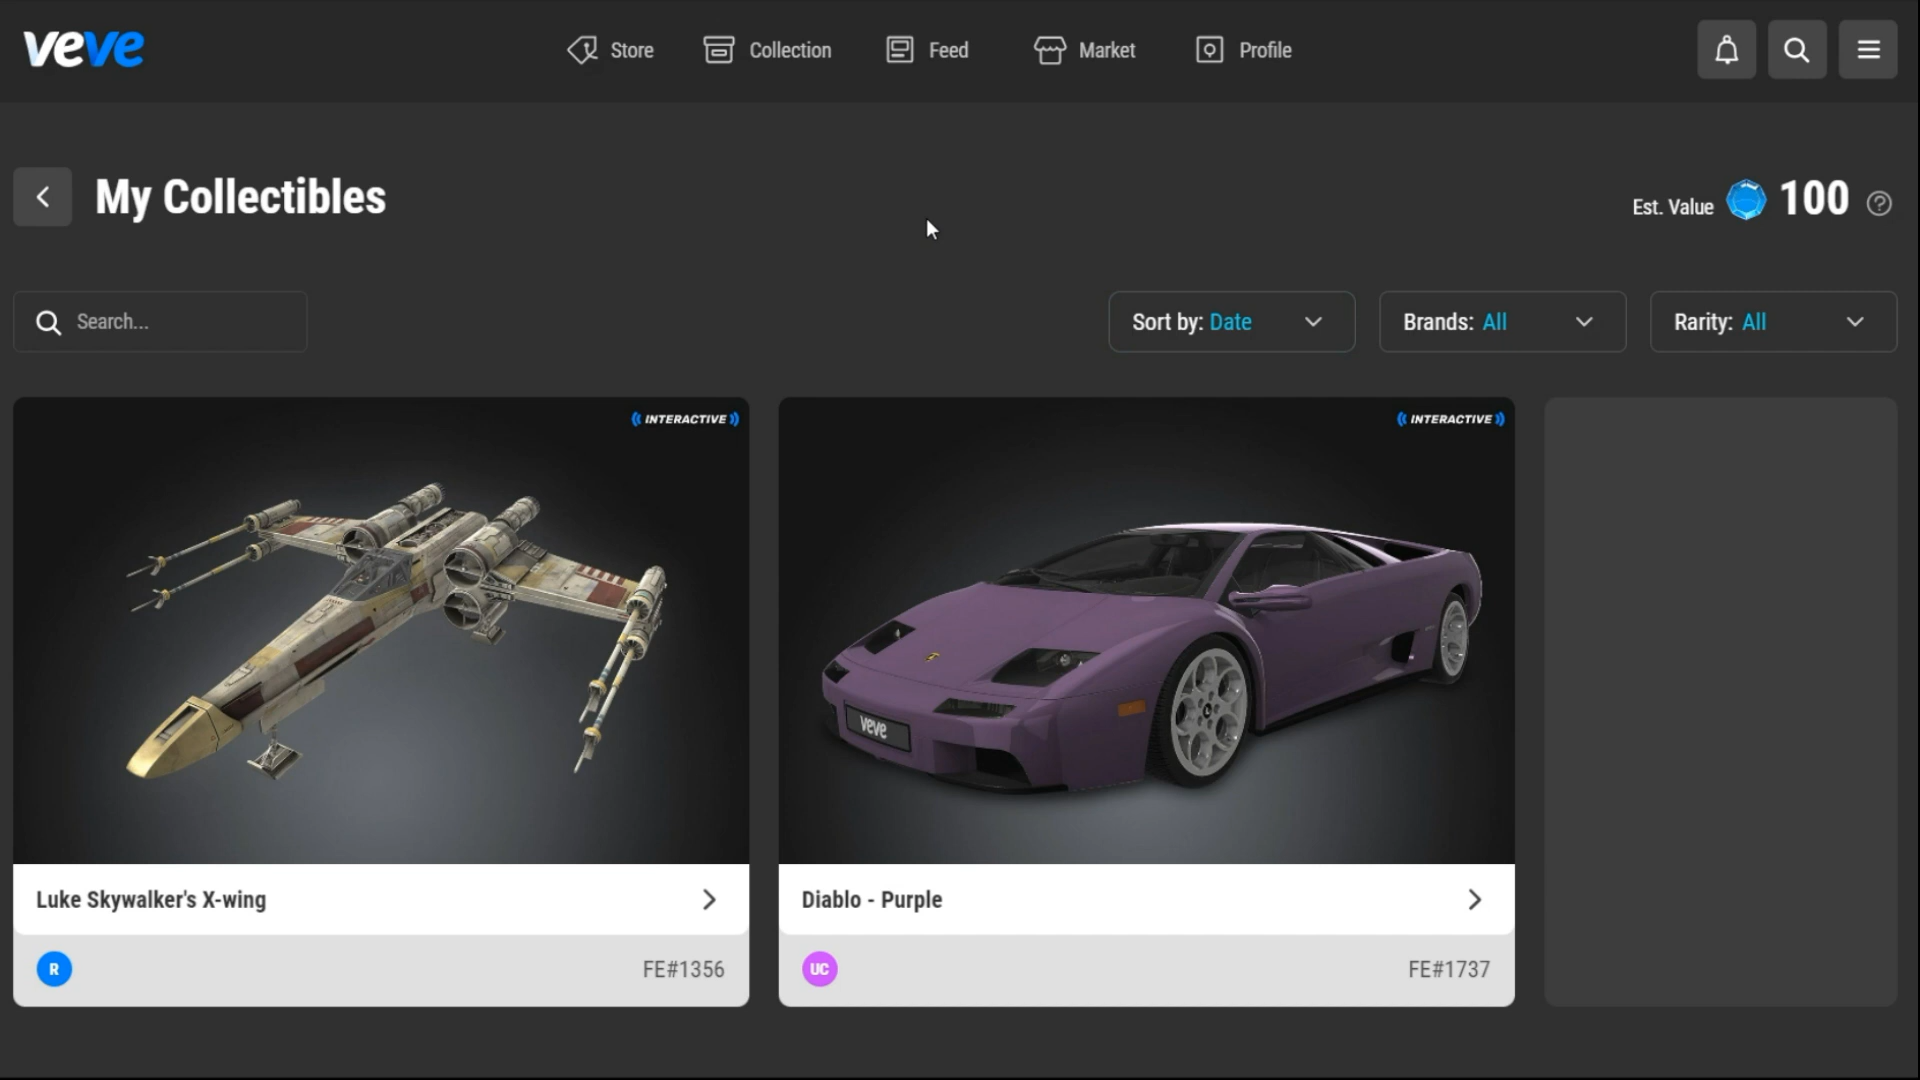 veve
Store
Collection
Feed
Market
Profile
My Collectibles
Est. Value 100
Search...
Sort by: Date
Brands: All
Rarity: All
INTERACTIVE
INTERACTIVE
veve
Luke Skywalker's X-wing
Diablo - Purple
R
FE#1356
UC
FE#1737